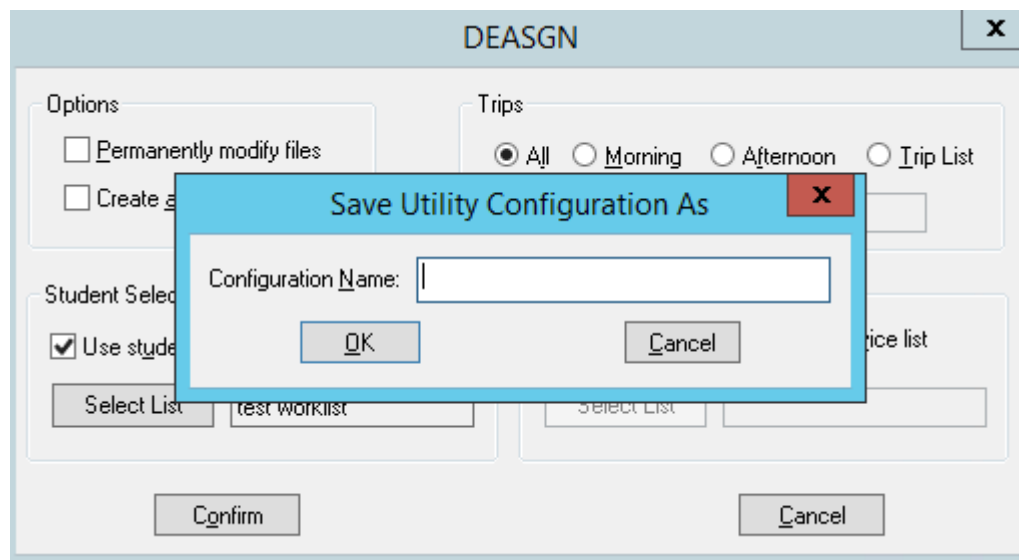 DEASGN
x
Options
Trips
Permanently modify files
All Morning Afternoon Trip List
Create a
Save Utility Configuration As
x
Configuration Name:
Student Selec
OK
Cancel
Use stude
vice list
Select List
test worklist
Select List
Confirm
Cancel